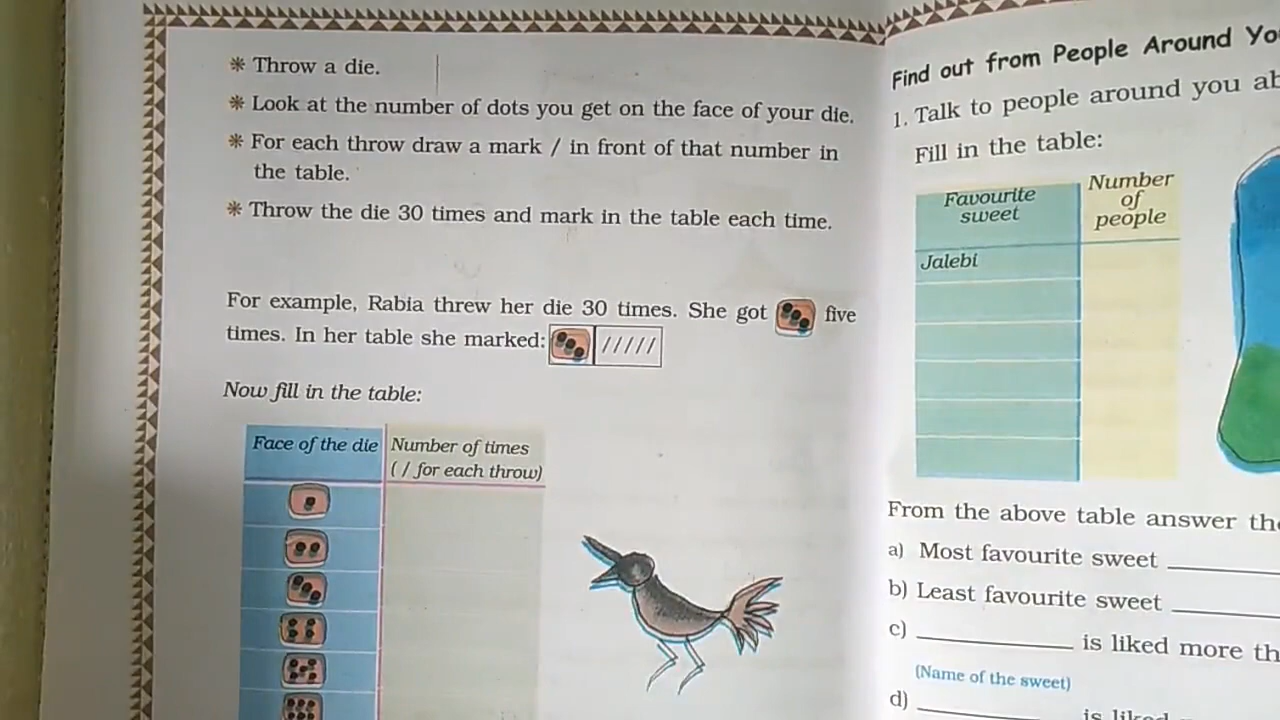 * Throw a die.
* Look at the number of dots you get on the face of your die.
* For each throw draw a mark / in front of that number in
the table.
* Throw the die 30 times and mark in the table each time.
For example, Rabia threw her die 30 times. She got five
times. In her table she marked: /////
Now fill in the table:
Face of the die
Number of times
( / for each throw)
Find out from People Around
1. Talk to people around you
Fill in the table:
Favourite
sweet
Number
of
people
Jalebi
From the above table answer
a) Most favourite sweet
b) Least favourite sweet
c) is liked more
(Name of the sweet)
d) is liked